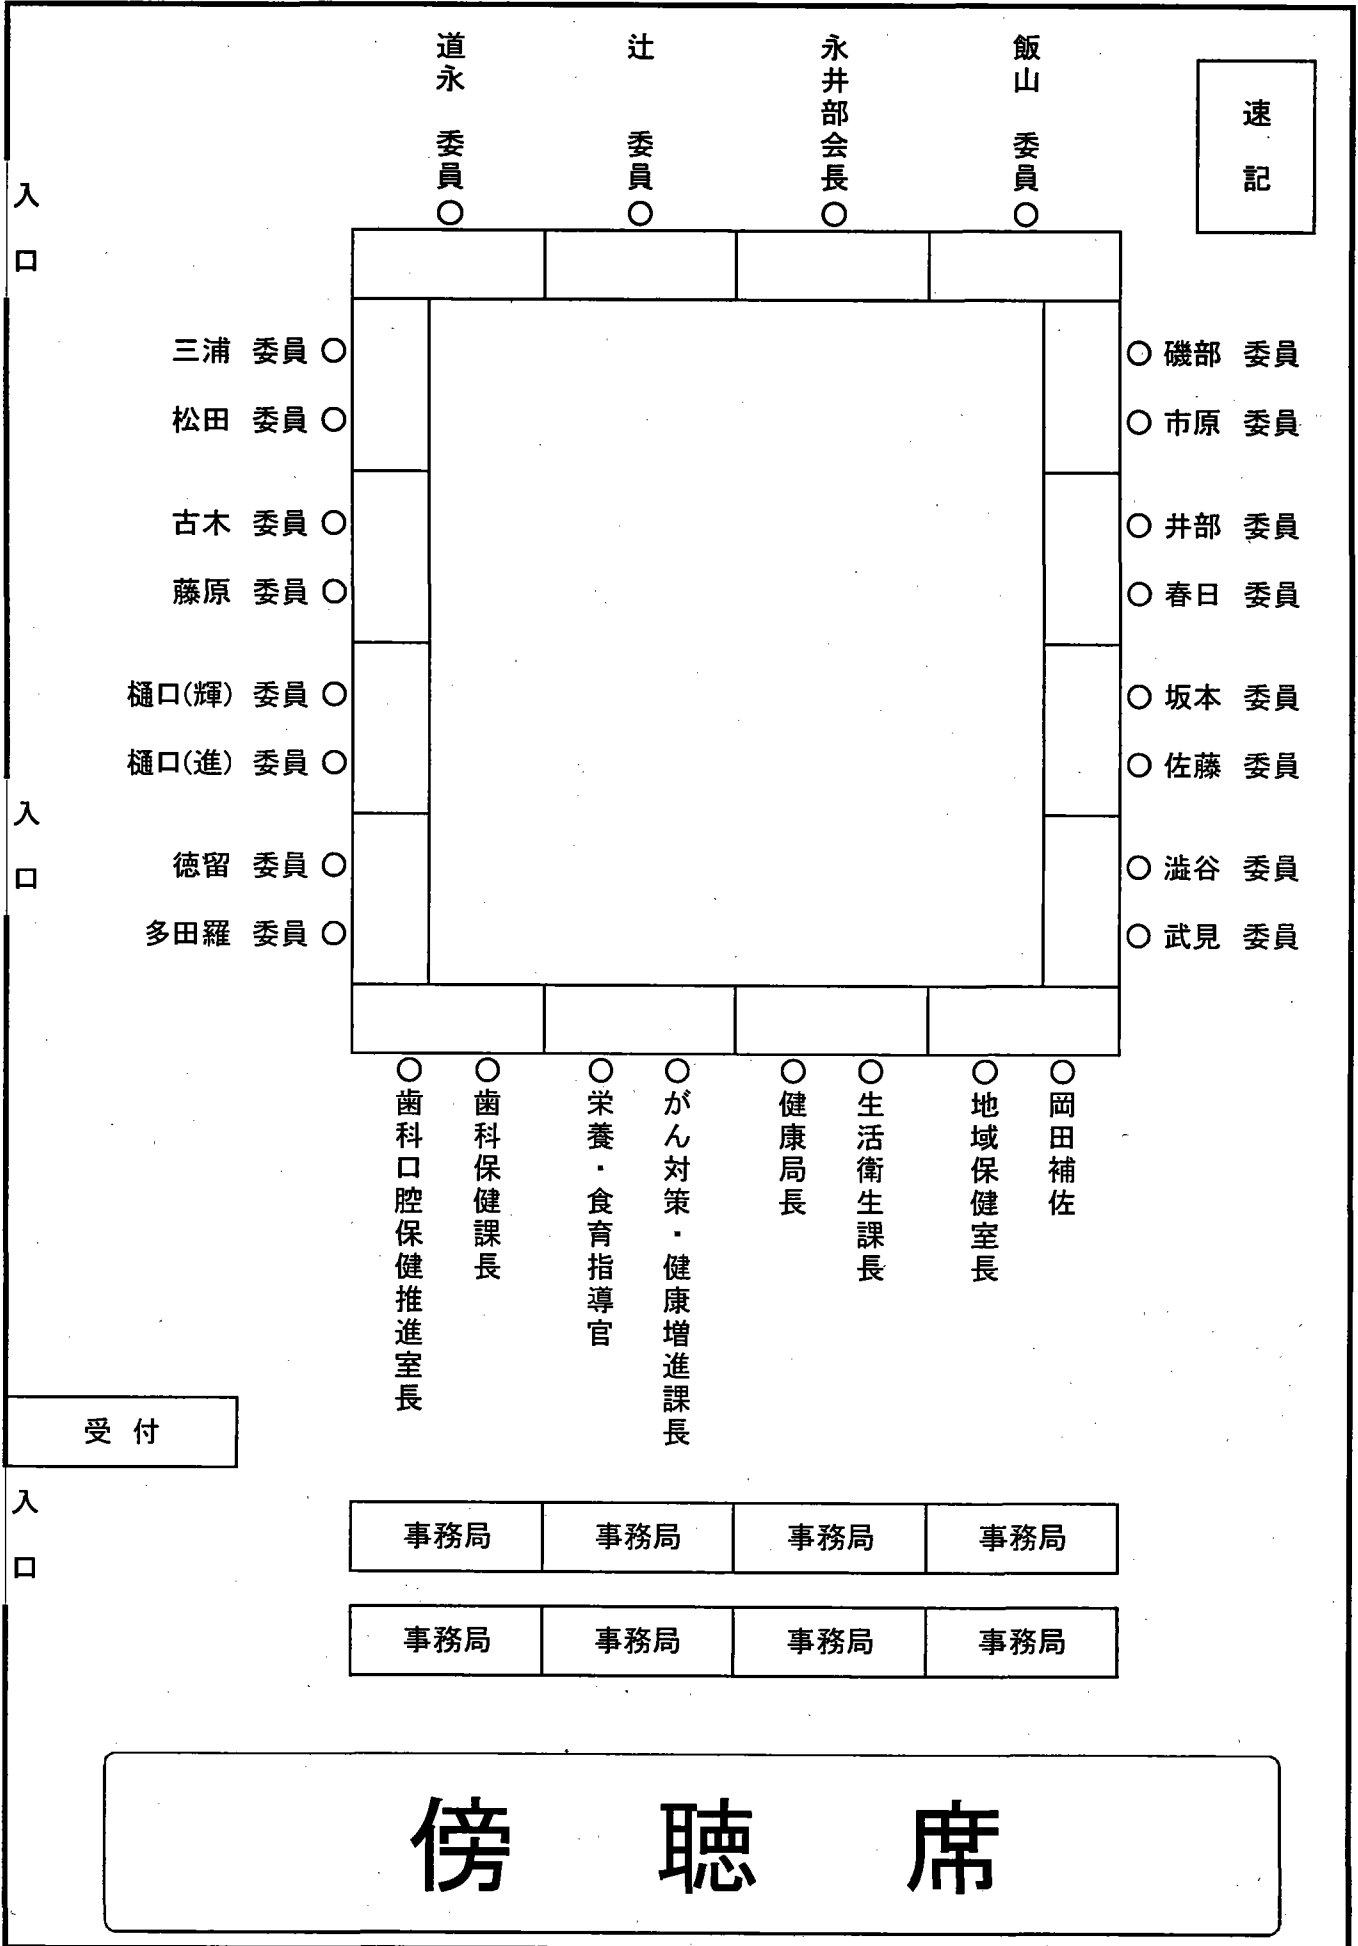 道永 委員
辻 委員
永井部会長
飯山 委員
速記
入口
三浦 委員
松田 委員
古木 委員
藤原 委員
樋口(輝) 委員
樋口(進) 委員
徳留 委員
多田羅 委員
磯部 委員
市原 委員
井部 委員
春日 委員
坂本 委員
佐藤 委員
澁谷 委員
武見 委員
入口
歯科口腔保健推進室長
歯科保健課長
栄養・食育指導官
がん対策・健康増進課長
健康局長
生活衛生課長
地域保健室長
岡田補佐
受付
入口
事務局 事務局 事務局 事務局
事務局 事務局 事務局 事務局
傍聴席